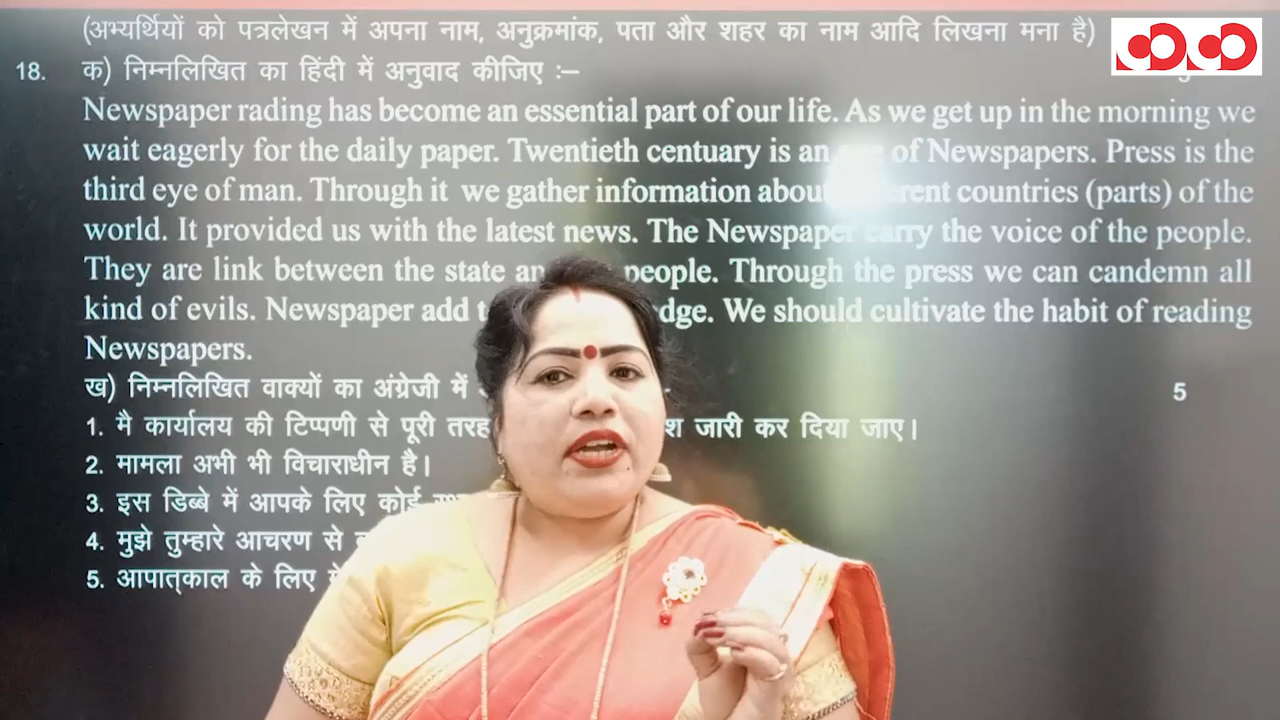 (अभ्यर्थियों को पत्रलेखन में अपना नाम, अनुक्रमांक, पता और शहर का नाम आदि लिखना मना है)
18. क) निम्नलिखित का हिंदी में अनुवाद कीजिए :–
Newspaper rading has become an essential part of our life. As we get up in the morning we
wait eagerly for the daily paper. Twentieth centuary is an of Newspapers. Press is the
third eye of man. Through it we gather information about countries (parts) of the
world. It provided us with the latest news. The Newspaper carry the voice of the people.
They are link between the state people. Through the press we can candemn all
kind of evils. Newspaper add We should cultivate the habit of reading
Newspapers.
ख) निम्नलिखित वाक्यों का अंग्रेजी में 5
1. मै कार्यालय की टिप्पणी से पूरी तरह जारी कर दिया जाए।
2. मामला अभी भी विचाराधीन है।
3. इस डिब्बे में आपके लिए कोई
4. मुझे तुम्हारे आचरण से
5. आपात्काल के लिए